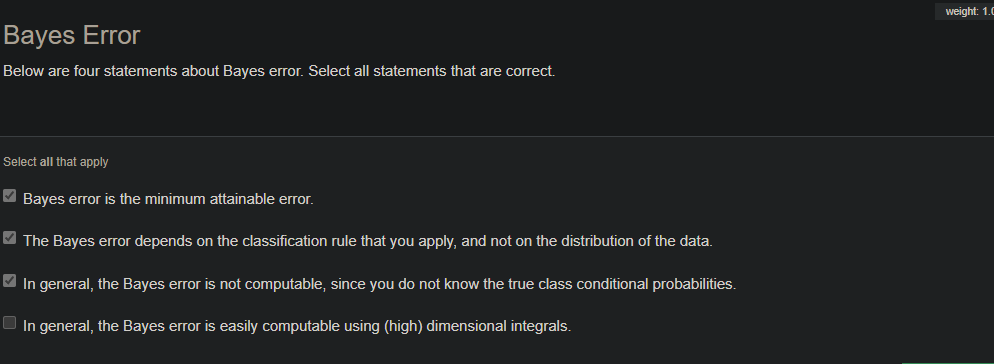 weight: 1.0
Bayes Error
Below are four statements about Bayes error. Select all statements that are correct.
Select all that apply
Bayes error is the minimum attainable error.
The Bayes error depends on the classification rule that you apply, and not on the distribution of the data.
In general, the Bayes error is not computable, since you do not know the true class conditional probabilities.
In general, the Bayes error is easily computable using (high) dimensional integrals.